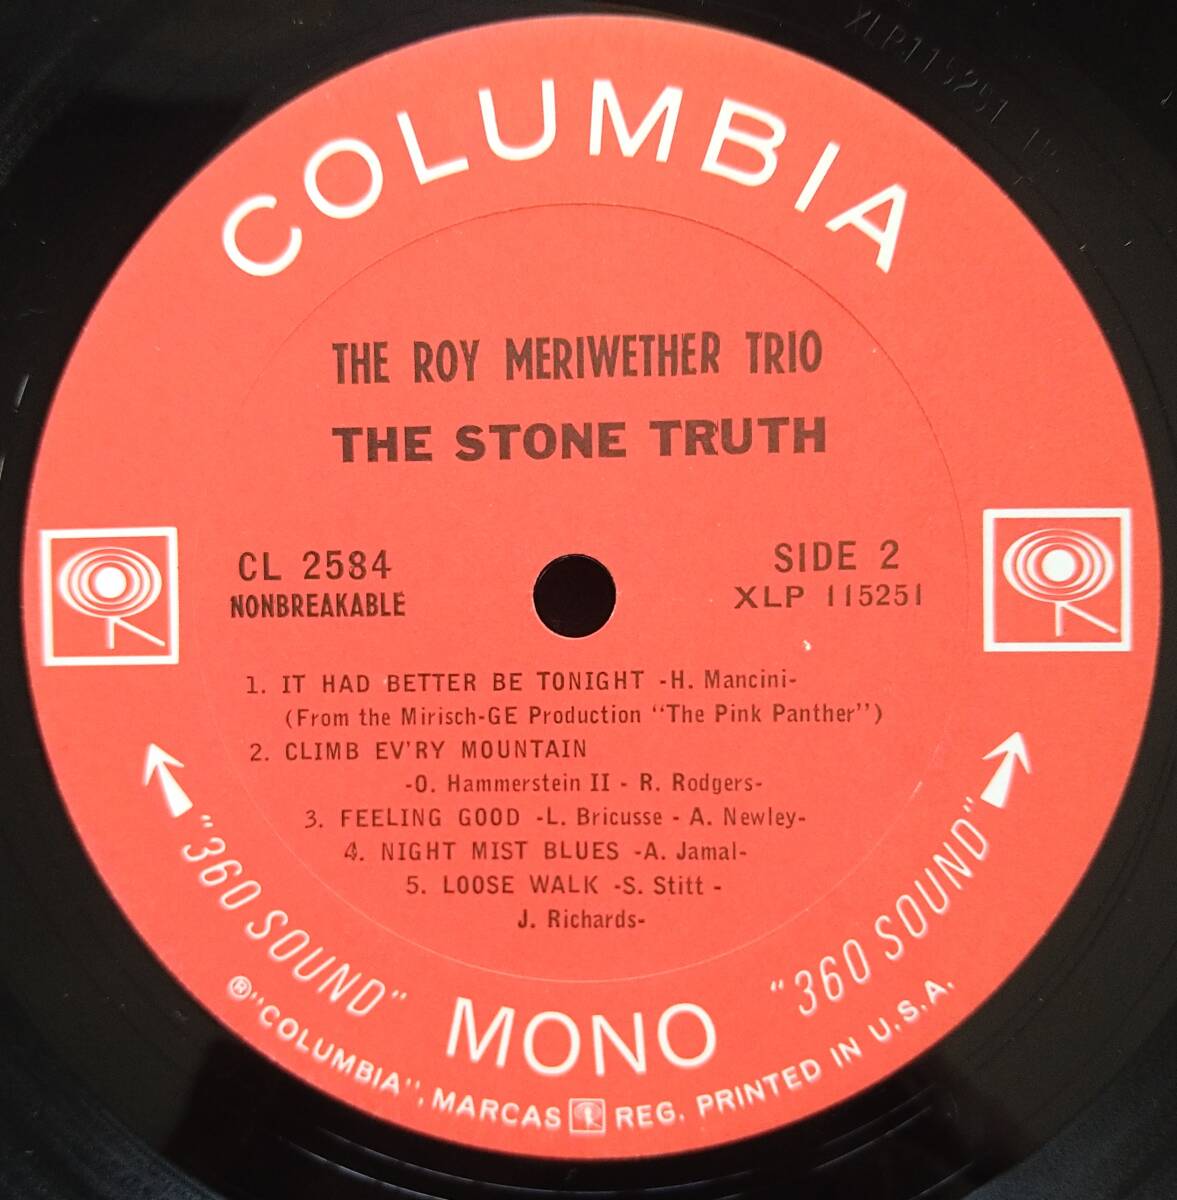 XLP115251
COLUMBIA
THE ROY MERIWETHER TRIO
THE STONE TRUTH
CL 2584
NONBREAKABLE
SIDE 2
XLP 115251
1. IT HAD BETTER BE TONIGHT -H. Mancini-
(From the Mirisch-GE Production "The Pink Panther")
2. CLIMB EV'RY MOUNTAIN
-O. Hammerstein II - R. Rodgers-
3. FEELING GOOD -L. Bricusse - A. Newley-
4. NIGHT MIST BLUES -A. Jamal-
5. LOOSE WALK -S. Stitt -
J. Richards-
"360 SOUND" MONO "360 SOUND"
®"COLUMBIA", MARCAS REG. PRINTED IN U.S.A.